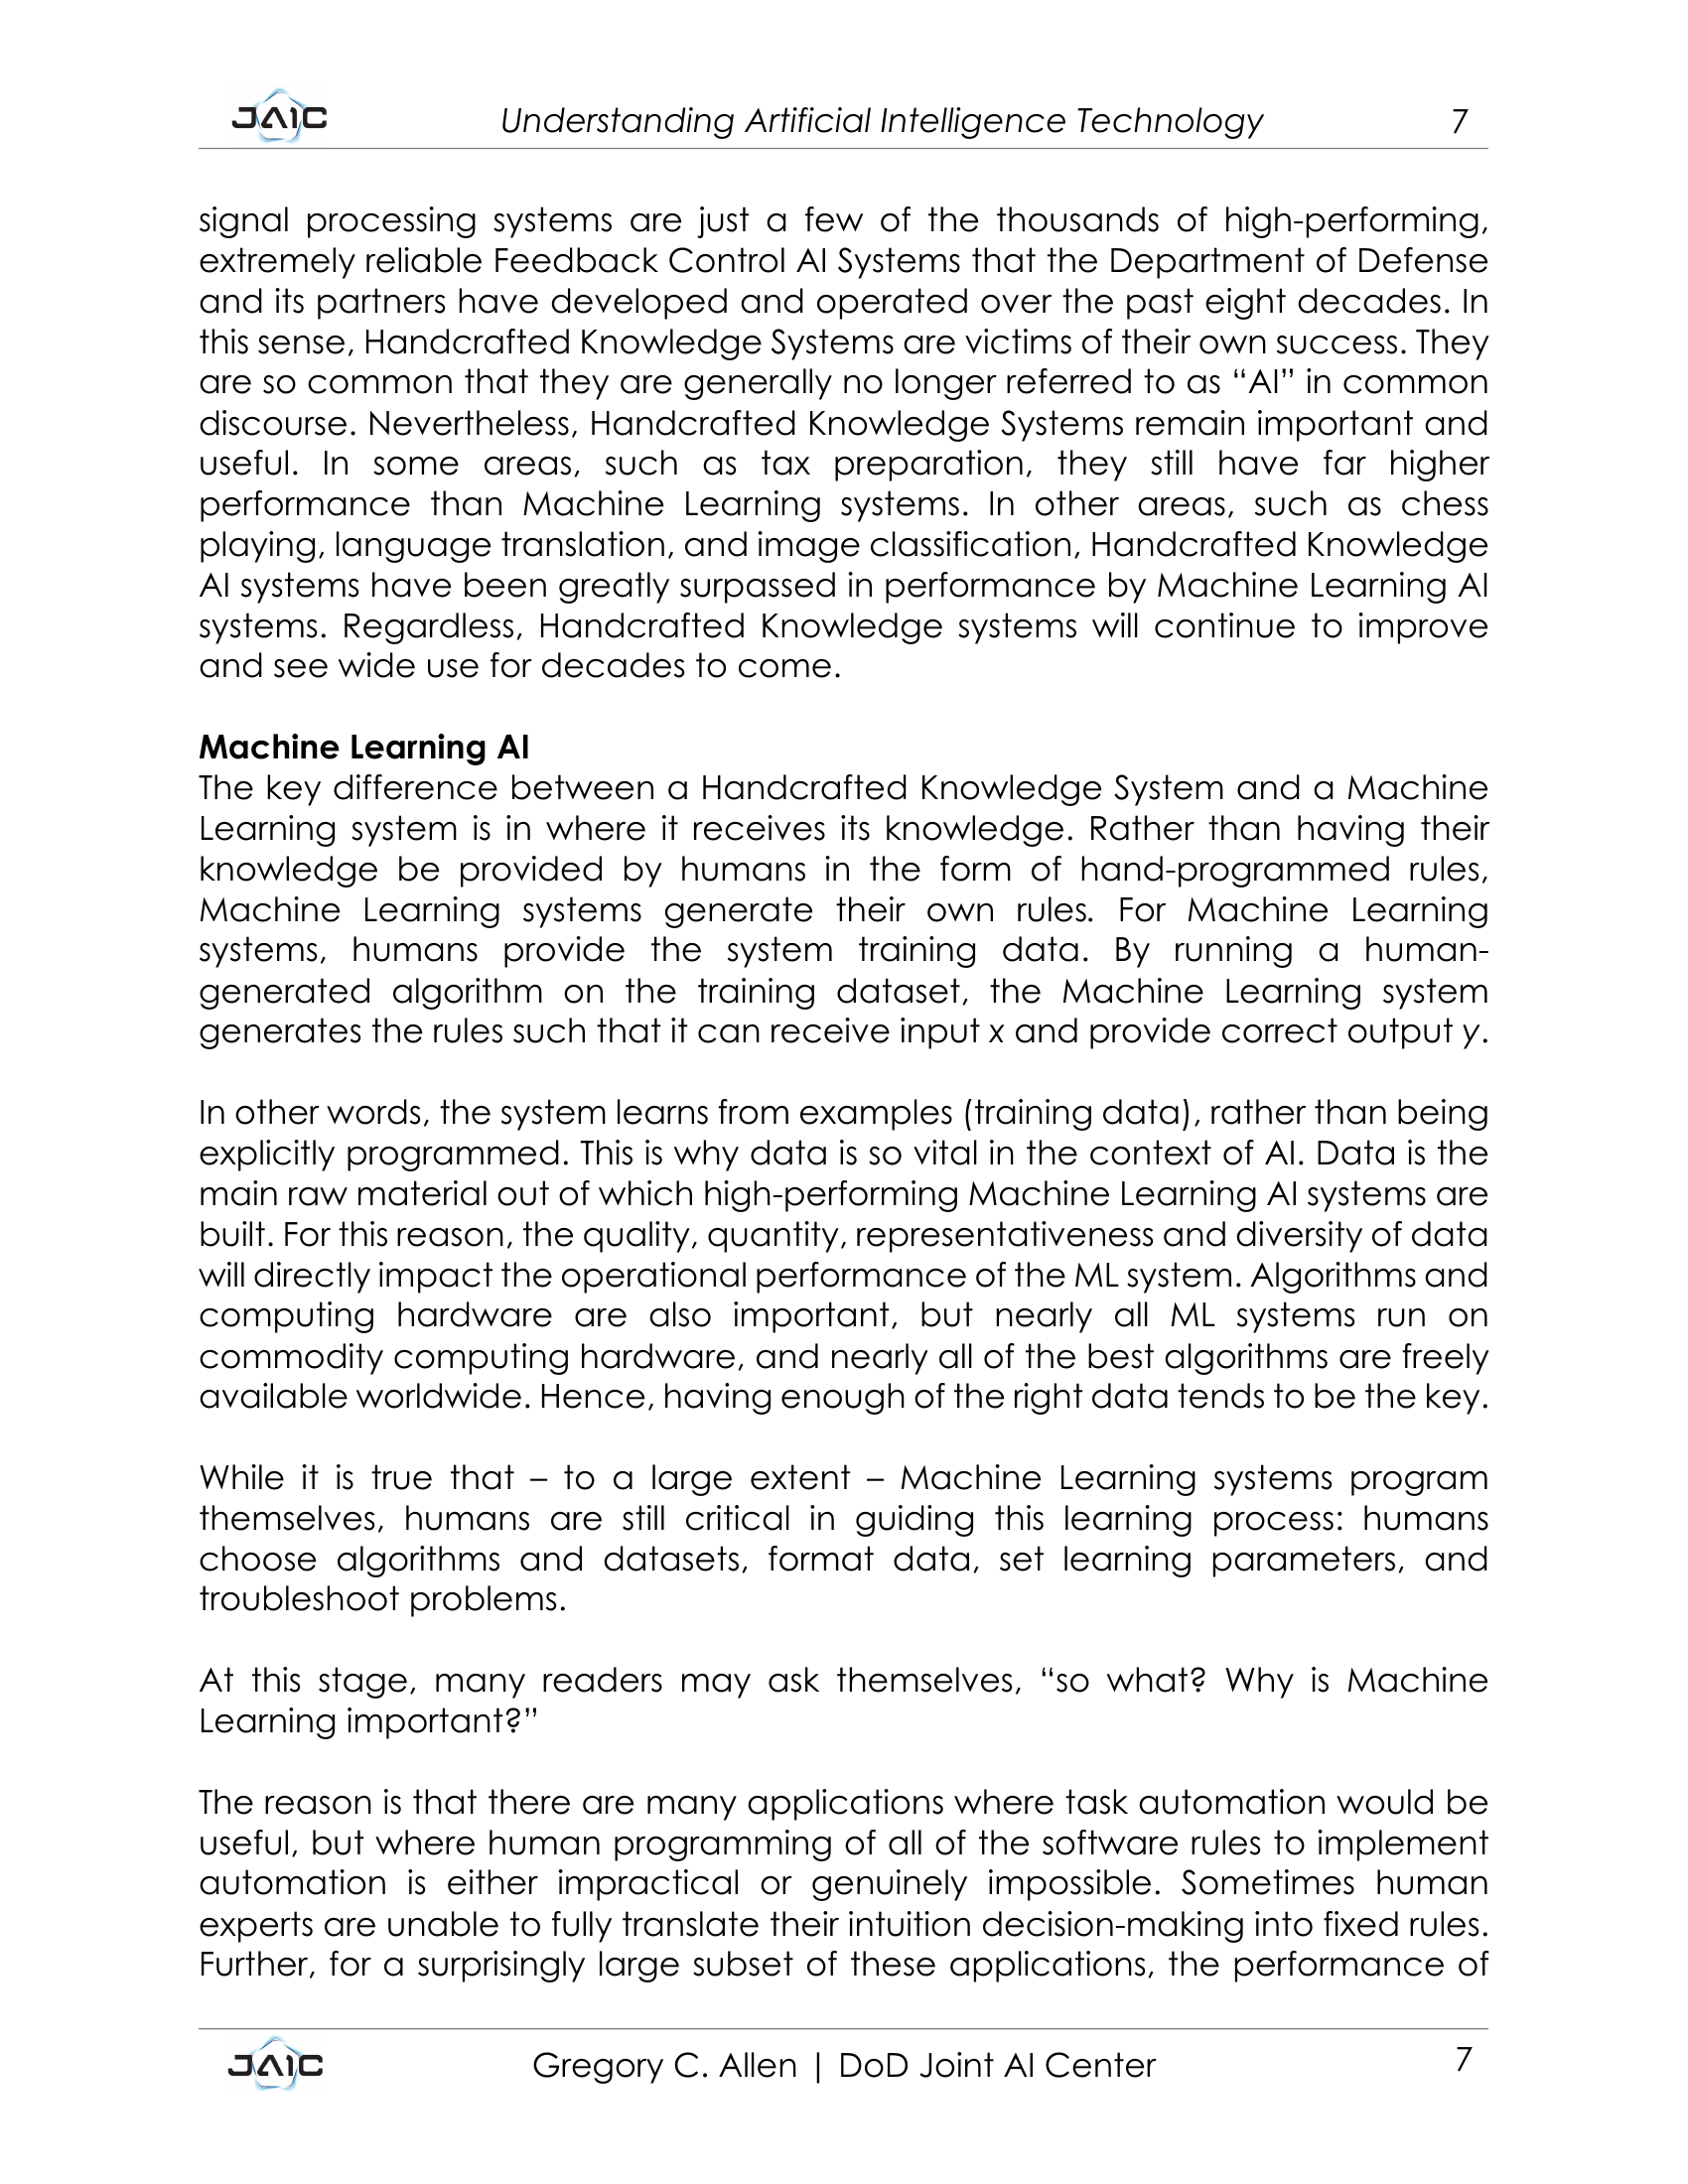 JAIC
Understanding Artificial Intelligence Technology
7
signal processing systems are just a few of the thousands of high-performing,
extremely reliable Feedback Control AI Systems that the Department of Defense
and its partners have developed and operated over the past eight decades. In
this sense, Handcrafted Knowledge Systems are victims of their own success. They
are so common that they are generally no longer referred to as “AI” in common
discourse. Nevertheless, Handcrafted Knowledge Systems remain important and
useful. In some areas, such as tax preparation, they still have far higher
performance than Machine Learning systems. In other areas, such as chess
playing, language translation, and image classification, Handcrafted Knowledge
AI systems have been greatly surpassed in performance by Machine Learning AI
systems. Regardless, Handcrafted Knowledge systems will continue to improve
and see wide use for decades to come.
Machine Learning AI
The key difference between a Handcrafted Knowledge System and a Machine
Learning system is in where it receives its knowledge. Rather than having their
knowledge be provided by humans in the form of hand-programmed rules,
Machine Learning systems generate their own rules. For Machine Learning
systems, humans provide the system training data. By running a human-
generated algorithm on the training dataset, the Machine Learning system
generates the rules such that it can receive input x and provide correct output y.
In other words, the system learns from examples (training data), rather than being
explicitly programmed. This is why data is so vital in the context of AI. Data is the
main raw material out of which high-performing Machine Learning AI systems are
built. For this reason, the quality, quantity, representativeness and diversity of data
will directly impact the operational performance of the ML system. Algorithms and
computing hardware are also important, but nearly all ML systems run on
commodity computing hardware, and nearly all of the best algorithms are freely
available worldwide. Hence, having enough of the right data tends to be the key.
While it is true that – to a large extent – Machine Learning systems program
themselves, humans are still critical in guiding this learning process: humans
choose algorithms and datasets, format data, set learning parameters, and
troubleshoot problems.
At this stage, many readers may ask themselves, “so what? Why is Machine
Learning important?”
The reason is that there are many applications where task automation would be
useful, but where human programming of all of the software rules to implement
automation is either impractical or genuinely impossible. Sometimes human
experts are unable to fully translate their intuition decision-making into fixed rules.
Further, for a surprisingly large subset of these applications, the performance of
JAIC
Gregory C. Allen | DoD Joint AI Center
7